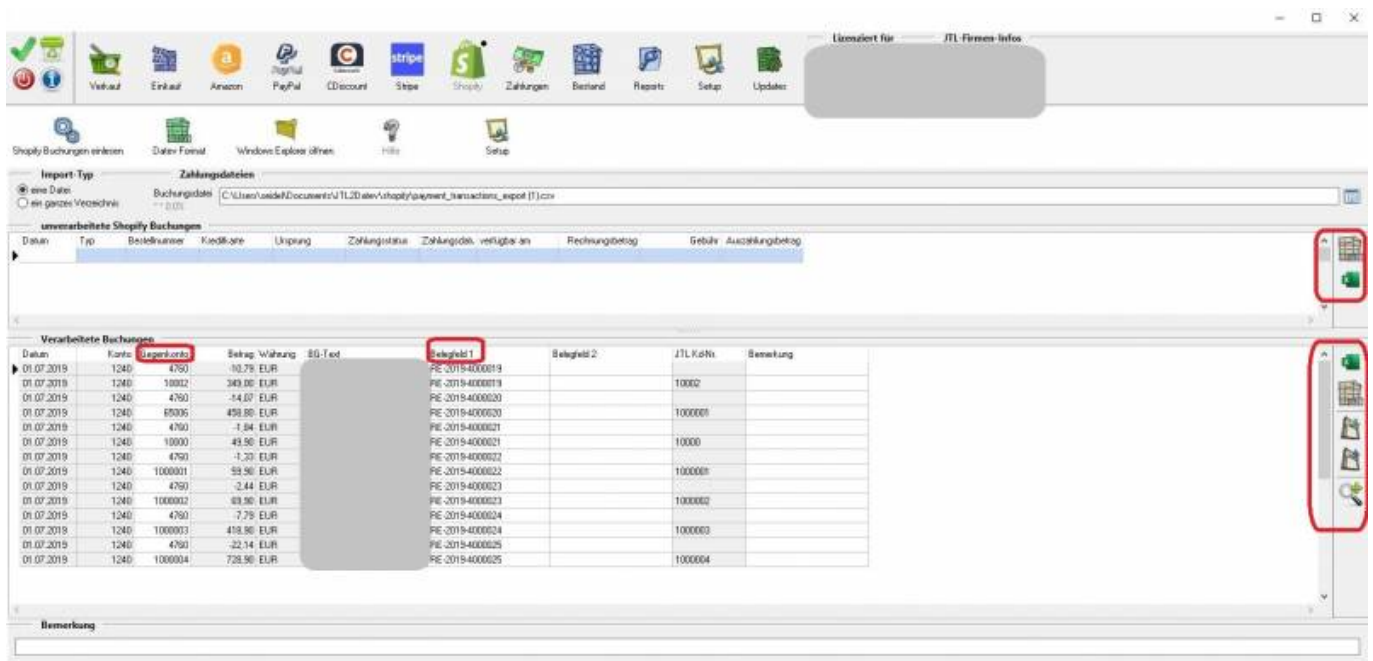 Lizenziert für JTL-Firmen-Infos
stripe
Verkauf Einkauf Amazon PayPal CDiscount Stripe Shopify Zahlungen Bestand Reports Setup Updates
Shopify Buchungen einlesen Datev Format Windows Explorer öffnen Hilfe Setup
Import-Typ Zahlungsdateien
eine Datei
Buchungsdatei C:\Users\seidel\Documents\JTL2Datev\shopify\payment_transactions_export (1).csv
ein ganzes Verzeichnis
unverarbeitete Shopify Buchungen
Datum Typ Bestellnummer Kreditkarte Ursprung Zahlungsstatus Zahlungsdatu verfügbar am Rechnungsbetrag Gebühr Auszahlungsbetrag
Verarbeitete Buchungen
Datum Konto Gegenkonto Betrag Währung BG-Text Belegfeld 1 Belegfeld 2 JTL KdNr. Bemerkung
01.07.2019 1240 4760 -10,79 EUR RE-2019-4000019
01.07.2019 1240 10002 349,00 EUR RE-2019-4000019 10002
01.07.2019 1240 4760 -14,07 EUR RE-2019-4000020
01.07.2019 1240 65006 458,80 EUR RE-2019-4000020 1000001
01.07.2019 1240 4760 -1,84 EUR RE-2019-4000021
01.07.2019 1240 10000 49,90 EUR RE-2019-4000021 10000
01.07.2019 1240 4760 -1,33 EUR RE-2019-4000022
01.07.2019 1240 1000001 59,90 EUR RE-2019-4000022 1000001
01.07.2019 1240 4760 -2,44 EUR RE-2019-4000023
01.07.2019 1240 1000002 69,90 EUR RE-2019-4000023 1000002
01.07.2019 1240 4760 -7,79 EUR RE-2019-4000024
01.07.2019 1240 1000003 418,90 EUR RE-2019-4000024 1000003
01.07.2019 1240 4760 -22,14 EUR RE-2019-4000025
01.07.2019 1240 1000004 728,90 EUR RE-2019-4000025 1000004
Bemerkung